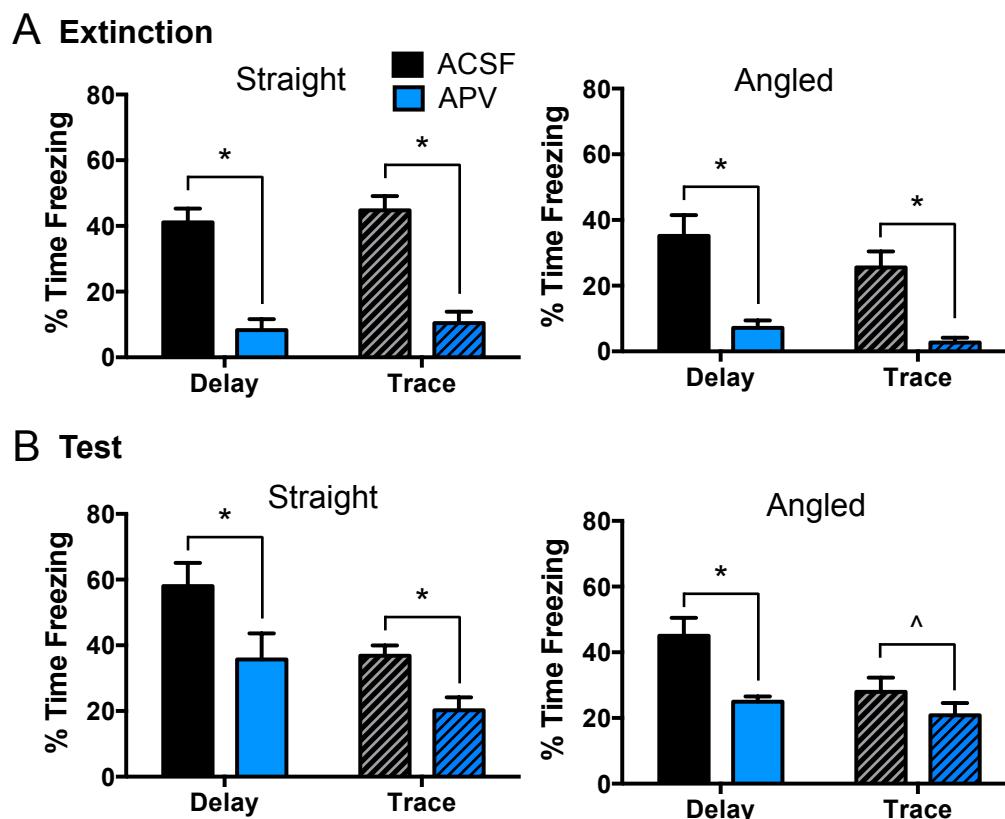 A Extinction
Straight
ACSF
APV
Angled
% Time Freezing
80
60
40
20
0
*
*
Delay
Trace
% Time Freezing
80
60
40
20
0
*
*
Delay
Trace
B Test
Straight
Angled
% Time Freezing
80
60
40
20
0
*
*
Delay
Trace
% Time Freezing
80
60
40
20
0
*
^
Delay
Trace